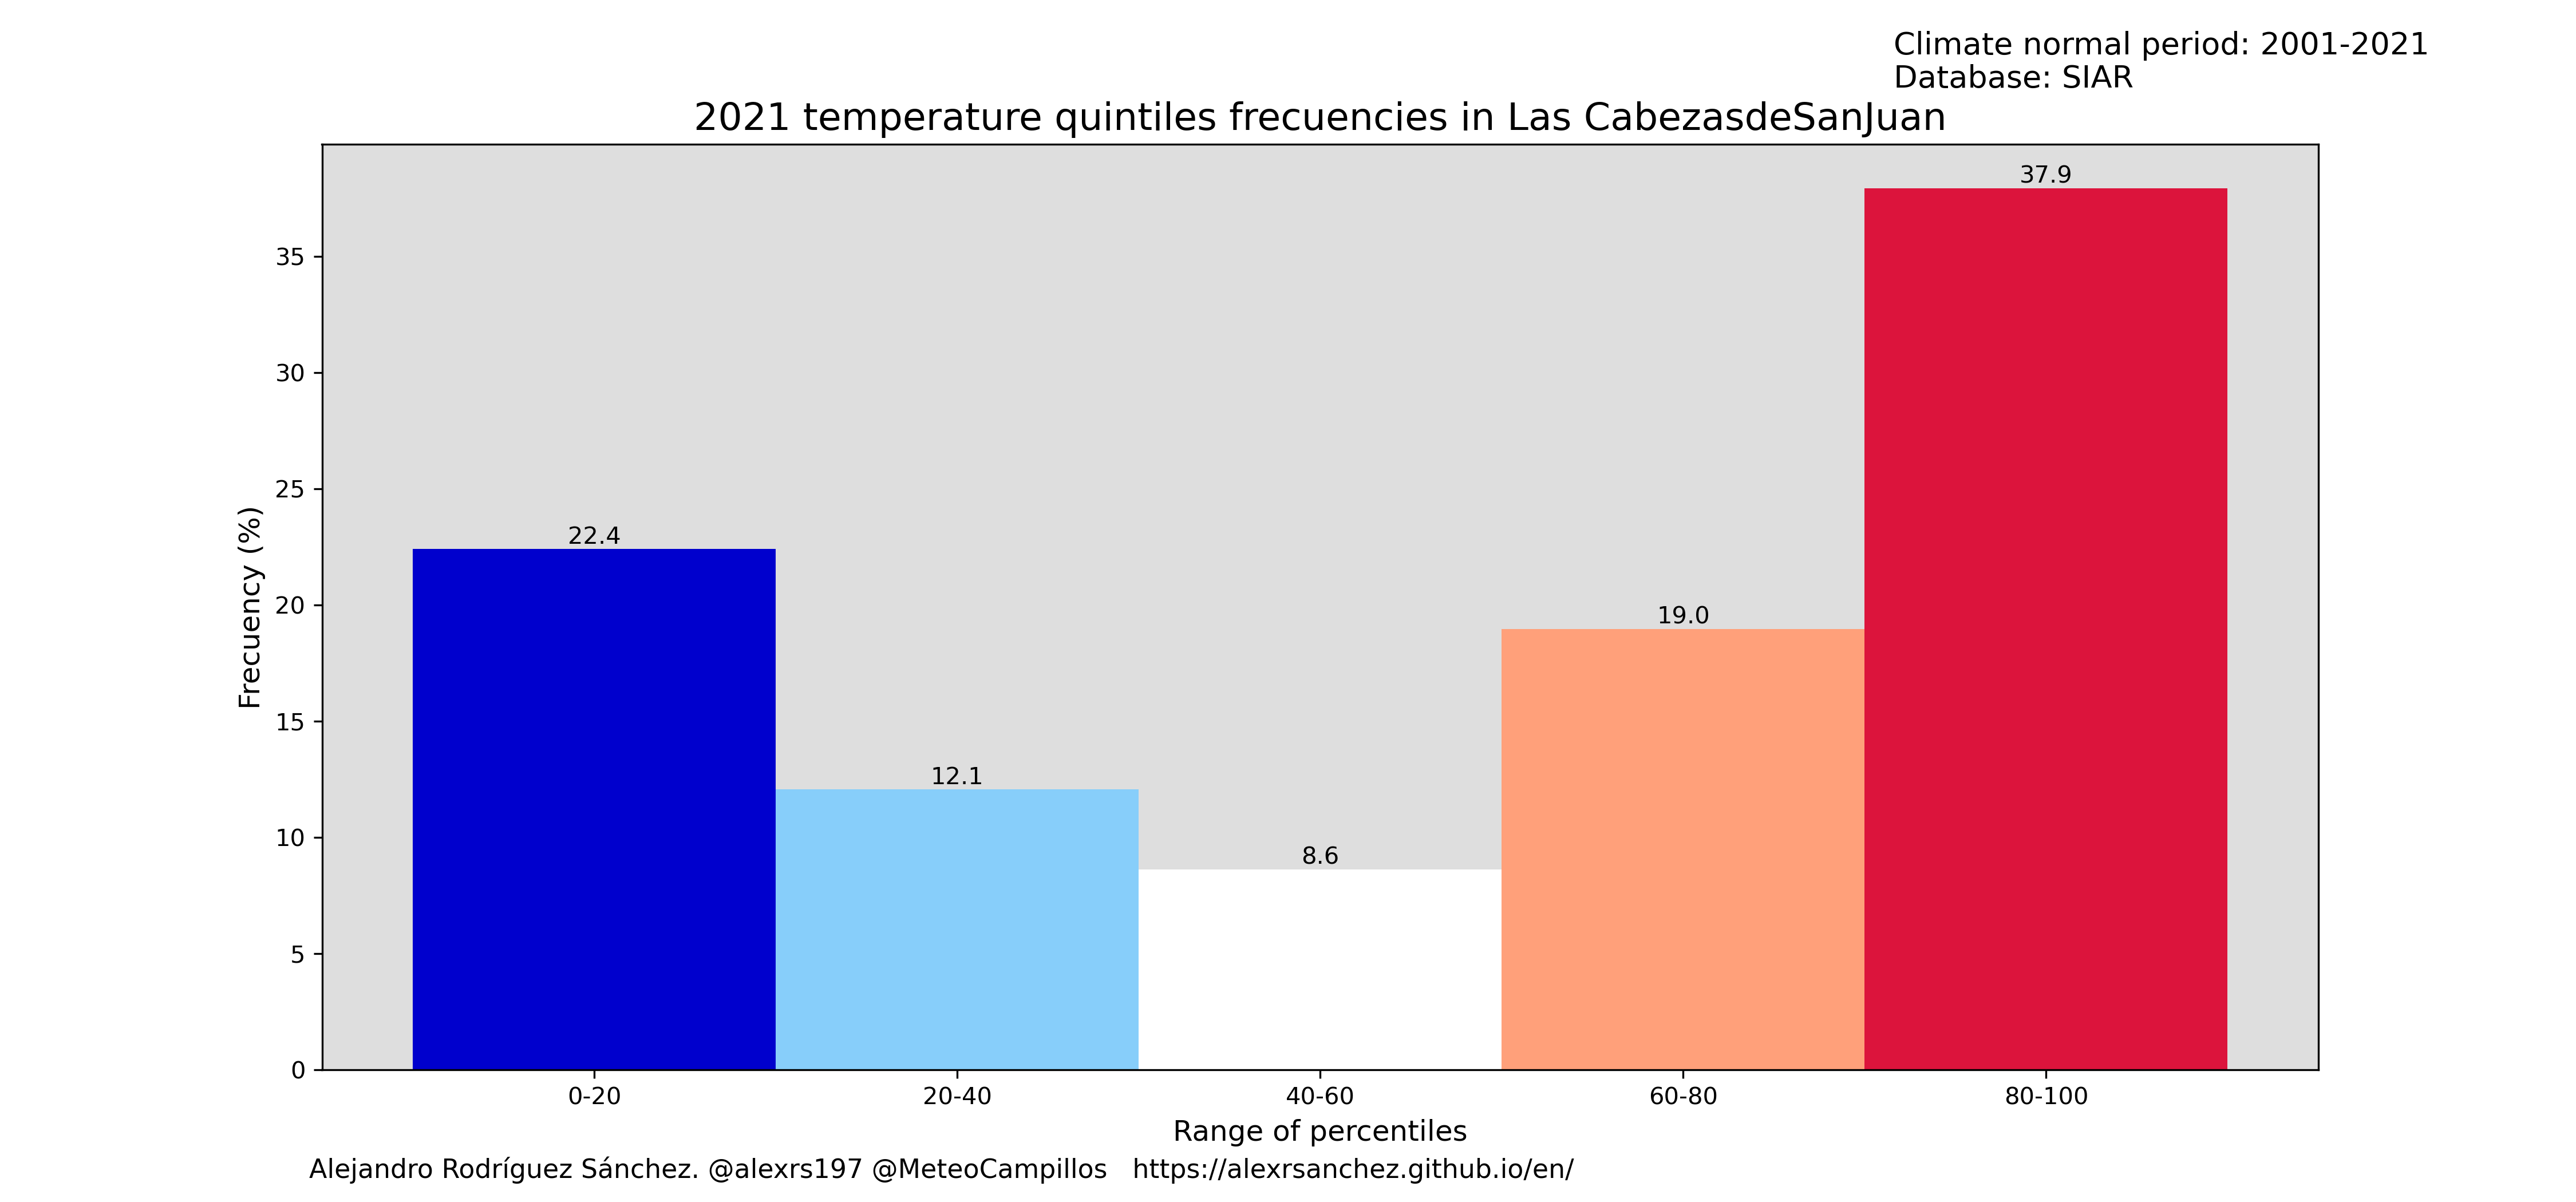 Climate normal period: 2001-2021
Database: SIAR
2021 temperature quintiles frecuencies in Las CabezasdeSanJuan
37.9
35
30
25
22.4
20
19.0
15
12.1
10
8.6
5
0
Frecuency (%)
0-20 20-40 40-60 60-80 80-100
Range of percentiles
Alejandro Rodríguez Sánchez. @alexrs197 @MeteoCampillos https://alexrsanchez.github.io/en/